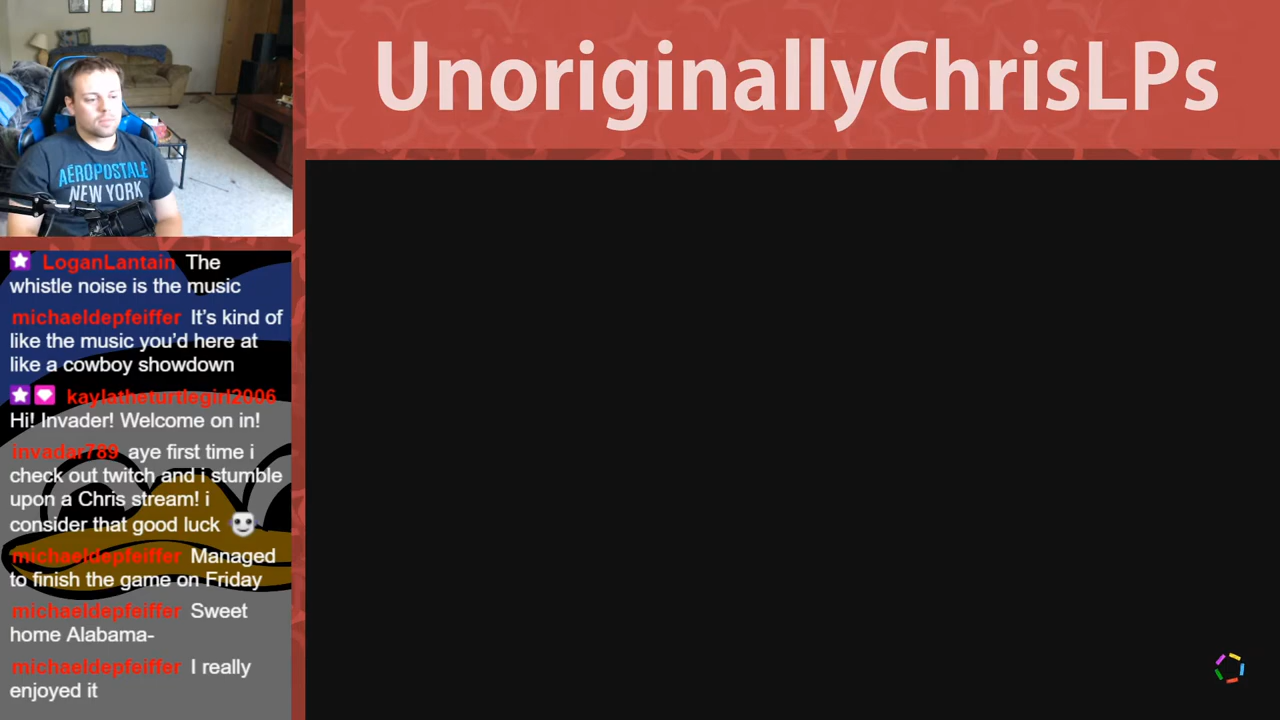 UnoriginallyChrisLPs
AÉROPOSTALE
NEW YORK
LoganLantain The
whistle noise is the music
michaeldepfeiffer It’s kind of
like the music you’d here at
like a cowboy showdown
kaylatheturtlegirl2006
Hi! Invader! Welcome on in!
invadar789 aye first time i
check out twitch and i stumble
upon a Chris stream! i
consider that good luck
michaeldepfeiffer Managed
to finish the game on Friday
michaeldepfeiffer Sweet
home Alabama-
michaeldepfeiffer I really
enjoyed it